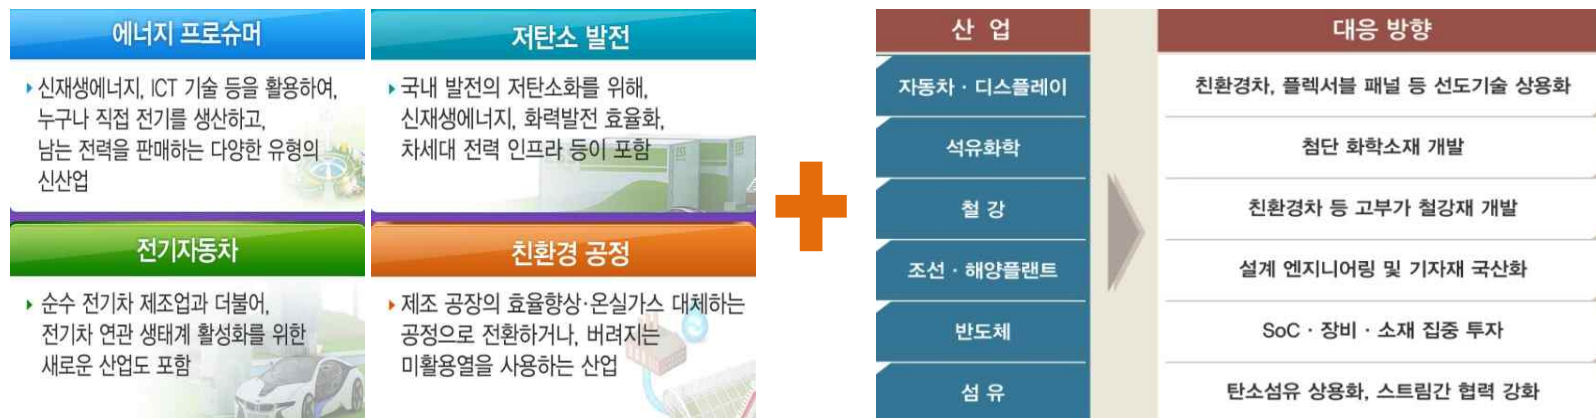 에너지 프로슈머
▸ 신재생에너지, ICT 기술 등을 활용하여,
누구나 직접 전기를 생산하고,
남는 전력을 판매하는 다양한 유형의
신산업
저탄소 발전
▸ 국내 발전의 저탄소화를 위해,
신재생에너지, 화력발전 효율화,
차세대 전력 인프라 등이 포함
전기자동차
▸ 순수 전기차 제조업과 더불어,
전기차 연관 생태계 활성화를 위한
새로운 산업도 포함
친환경 공정
▸ 제조 공장의 효율향상·온실가스 대체하는
공정으로 전환하거나, 버려지는
미활용열을 사용하는 산업
산 업 대응 방향
자동차 · 디스플레이 친환경차, 플렉서블 패널 등 선도기술 상용화
석유화학 첨단 화학소재 개발
철 강 친환경차 등 고부가 철강재 개발
조선 · 해양플랜트 설계 엔지니어링 및 기자재 국산화
반도체 SoC · 장비 · 소재 집중 투자
섬 유 탄소섬유 상용화, 스트림간 협력 강화